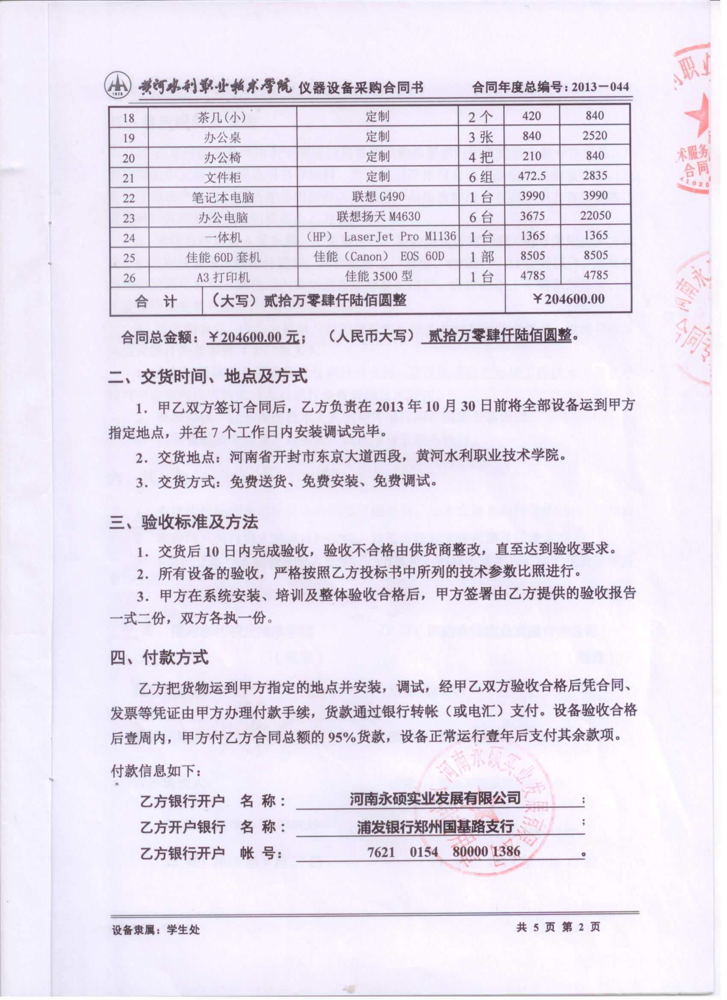 黄河水利职业技术学院 仪器设备采购合同书 合同年度总编号：2013－044
1929
18 茶几(小) 定制 2 个 420 840
19 办公桌 定制 3 张 840 2520
20 办公椅 定制 4 把 210 840
21 文件柜 定制 6 组 472.5 2835
22 笔记本电脑 联想 G490 1 台 3990 3990
23 办公电脑 联想扬天 M4630 6 台 3675 22050
24 一体机 （HP） LaserJet Pro M1136 1 台 1365 1365
25 佳能 60D 套机 佳能（Canon） EOS 60D 1 部 8505 8505
26 A3 打印机 佳能 3500 型 1 台 4785 4785
合 计 （大写）贰拾万零肆仟陆佰圆整 ￥204600.00
合同总金额：￥204600.00 元； （人民币大写） 贰拾万零肆仟陆佰圆整。
二、交货时间、地点及方式
1．甲乙双方签订合同后，乙方负责在 2013 年 10 月 30 日前将全部设备运到甲方
指定地点，并在 7 个工作日内安装调试完毕。
2．交货地点：河南省开封市东京大道西段，黄河水利职业技术学院。
3．交货方式：免费送货、免费安装、免费调试。
三、验收标准及方法
1．交货后 10 日内完成验收，验收不合格由供货商整改，直至达到验收要求。
2．所有设备的验收，严格按照乙方投标书中所列的技术参数比照进行。
3．甲方在系统安装、培训及整体验收合格后，甲方签署由乙方提供的验收报告
一式二份，双方各执一份。
四、付款方式
乙方把货物运到甲方指定的地点并安装，调试，经甲乙双方验收合格后凭合同、
发票等凭证由甲方办理付款手续，货款通过银行转帐（或电汇）支付。设备验收合格
后壹周内，甲方付乙方合同总额的 95%货款，设备正常运行壹年后支付其余款项。
付款信息如下：
乙方银行开户 名 称： 河南永硕实业发展有限公司 ；
乙方开户银行 名 称： 浦发银行郑州国基路支行 ；
乙方银行开户 帐 号： 7621 0154 80000 1386 。
河南永硕实业发展有限公司
设备隶属：学生处 共 5 页 第 2 页
职业
术服务
合同
41020
南永
合同专